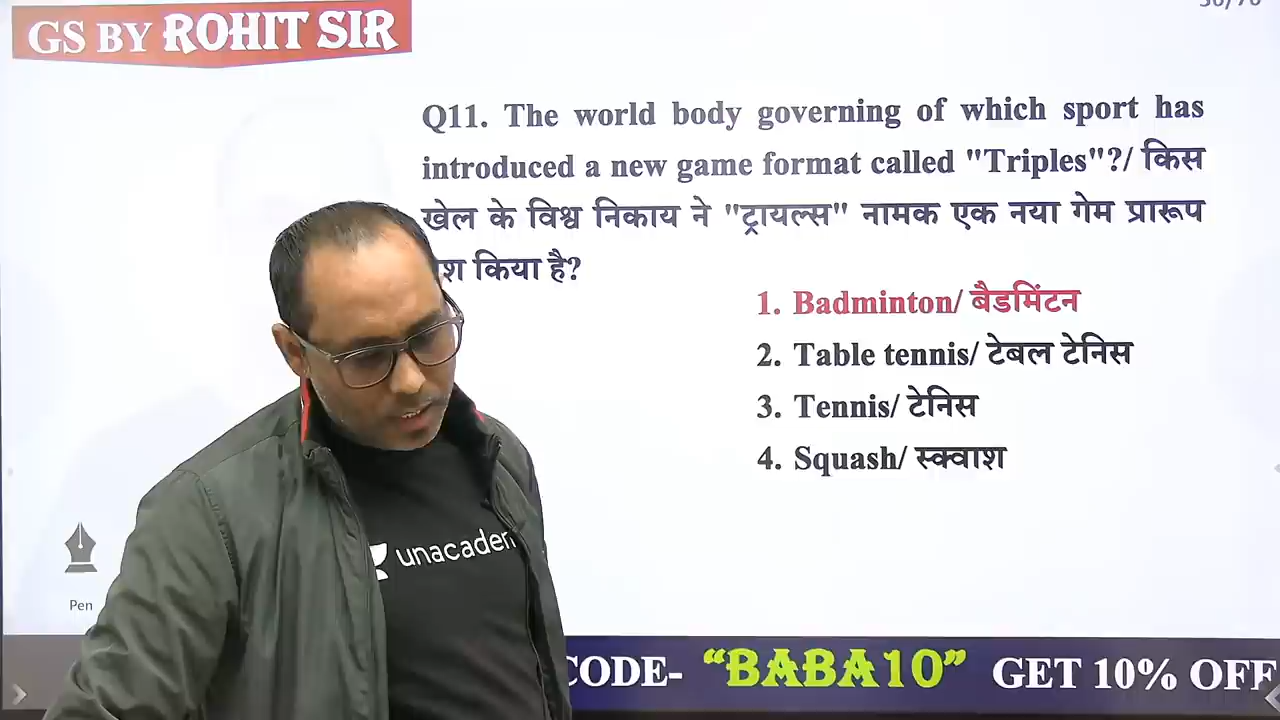 GS BY ROHIT SIR
Q11. The world body governing of which sport has
introduced a new game format called "Triples"?/ किस
खेल के विश्व निकाय ने "ट्रायल्स" नामक एक नया गेम प्रारूप
किया है?
1. Badminton/ बैडमिंटन
2. Table tennis/ टेबल टेनिस
3. Tennis/ टेनिस
4. Squash/ स्क्वाश
Pen
CODE- “BABA10” GET 10% OFF